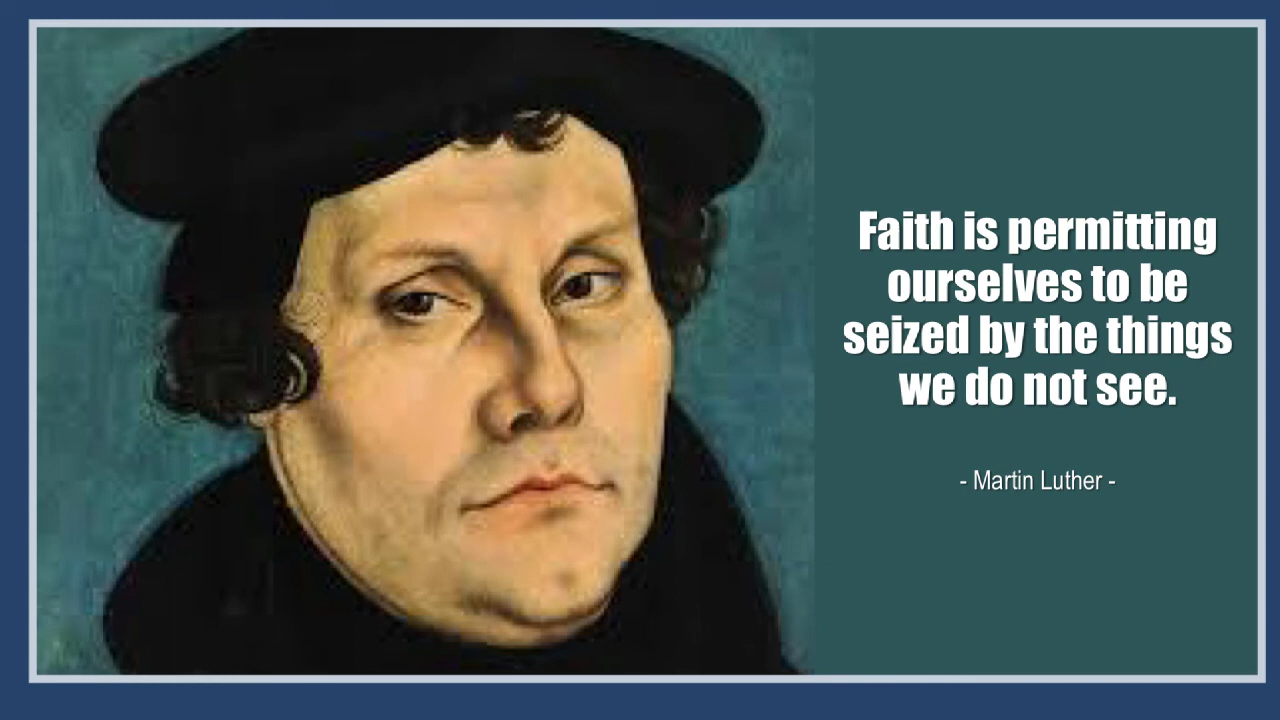 Faith is permitting
ourselves to be
seized by the things
we do not see.
- Martin Luther -